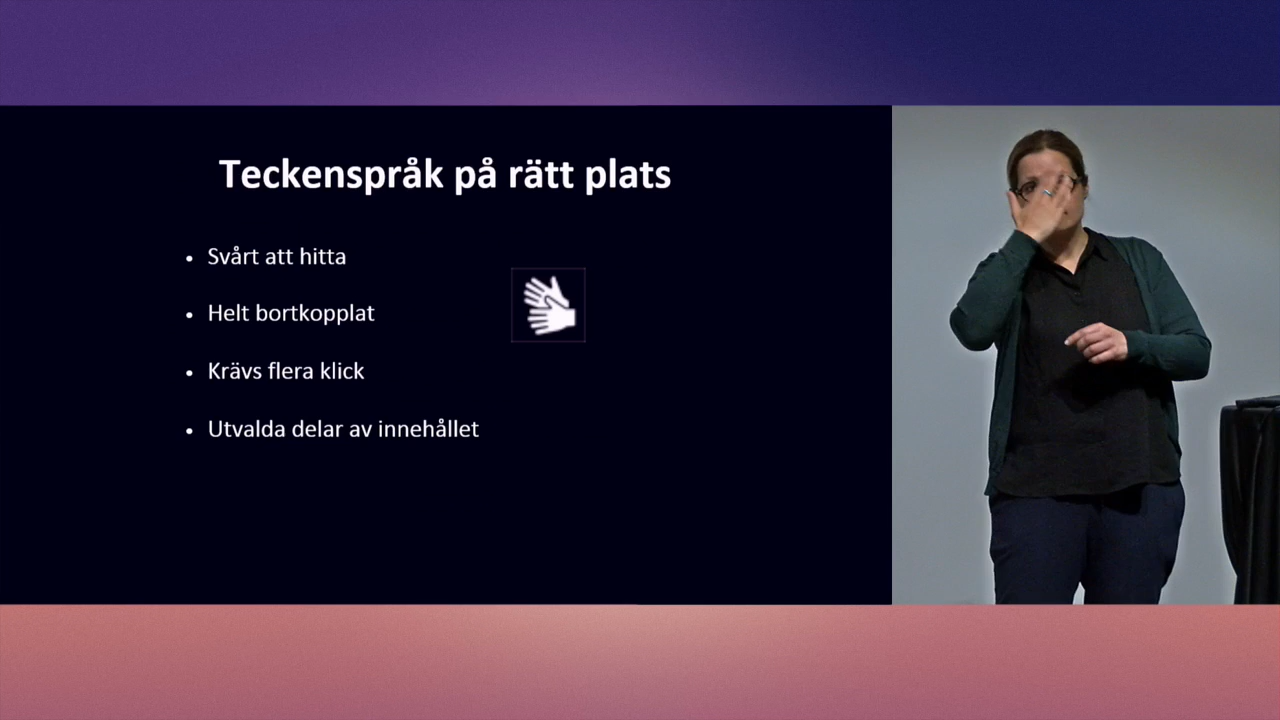 Teckenspråk på rätt plats
• Svårt att hitta
• Helt bortkopplat
• Krävs flera klick
• Utvalda delar av innehållet